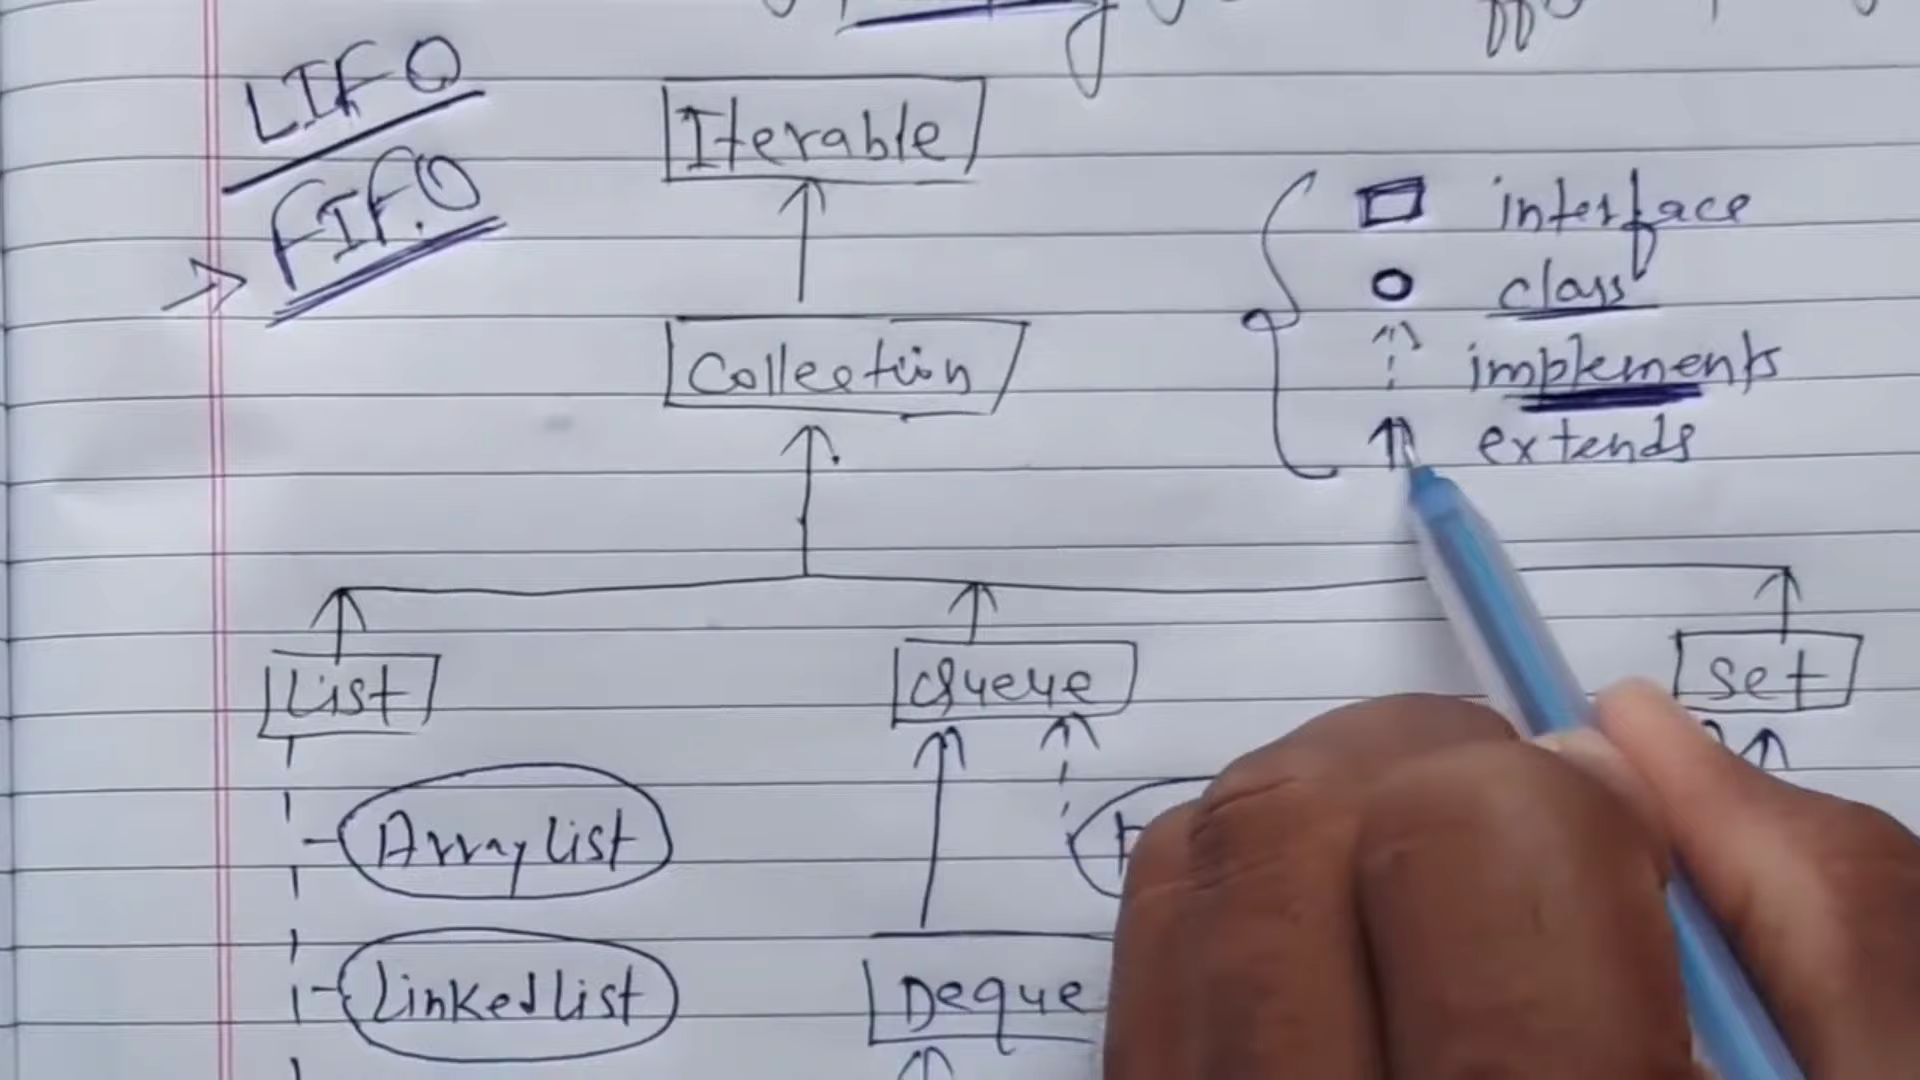 LIFO
FIFO
Iterable
interface
class
implements
extends
Collection
List
Queue
Set
ArrayList
LinkedList
Deque